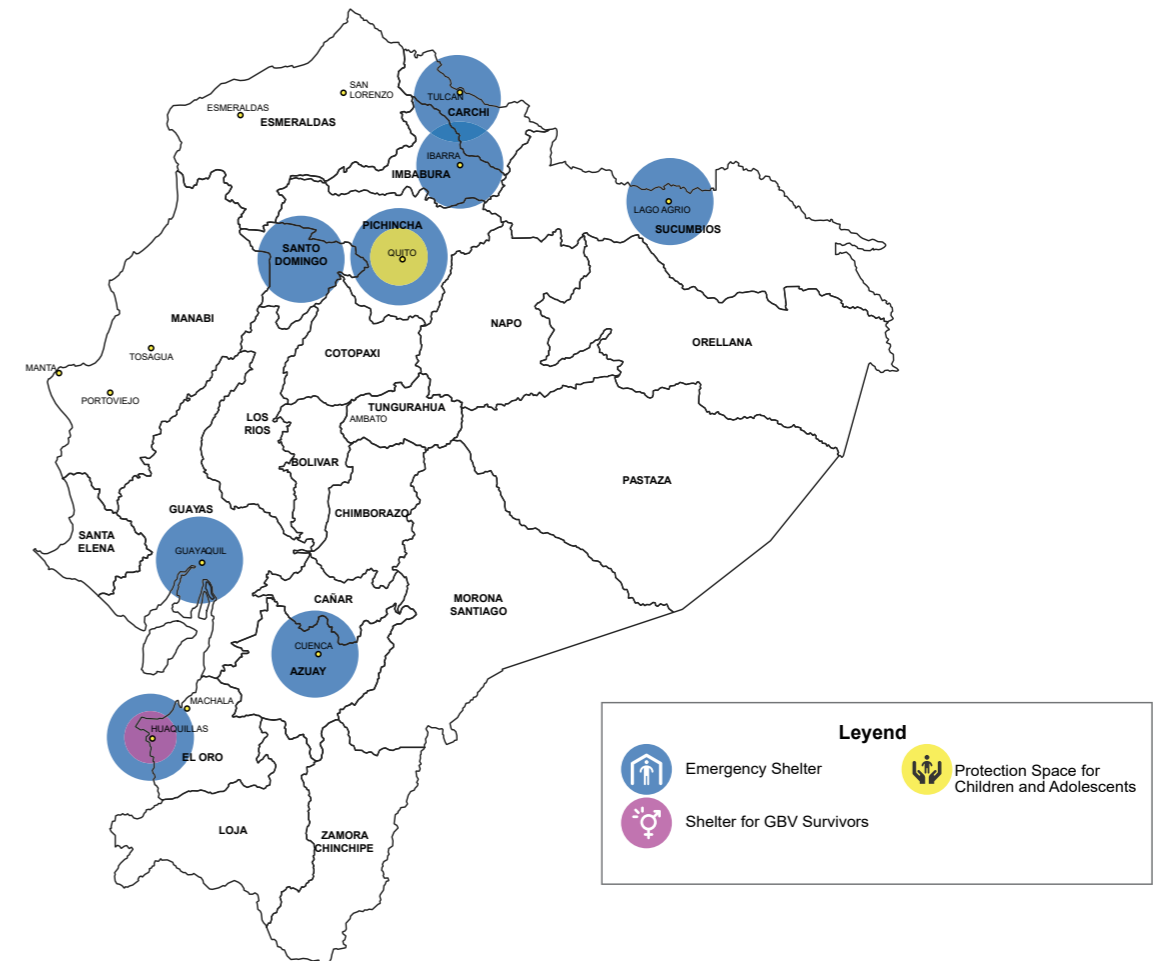 SAN
LORENZO
ESMERALDAS
ESMERALDAS
TULCAN
CARCHI
IBARRA
IMBABURA
LAGO AGRIO
SUCUMBIOS
PICHINCHA
QUITO
SANTO
DOMINGO
MANABI
NAPO
ORELLANA
COTOPAXI
TOSAGUA
MANTA
PORTOVIEJO
TUNGURAHUA
AMBATO
LOS
RIOS
BOLIVAR
PASTAZA
GUAYAS
CHIMBORAZO
SANTA
ELENA
GUAYAQUIL
CAÑAR
MORONA
SANTIAGO
CUENCA
AZUAY
MACHALA
HUAQUILLAS
EL ORO
LOJA
ZAMORA
CHINCHIPE
Leyend
Emergency Shelter
Protection Space for
Children and Adolescents
Shelter for GBV Survivors